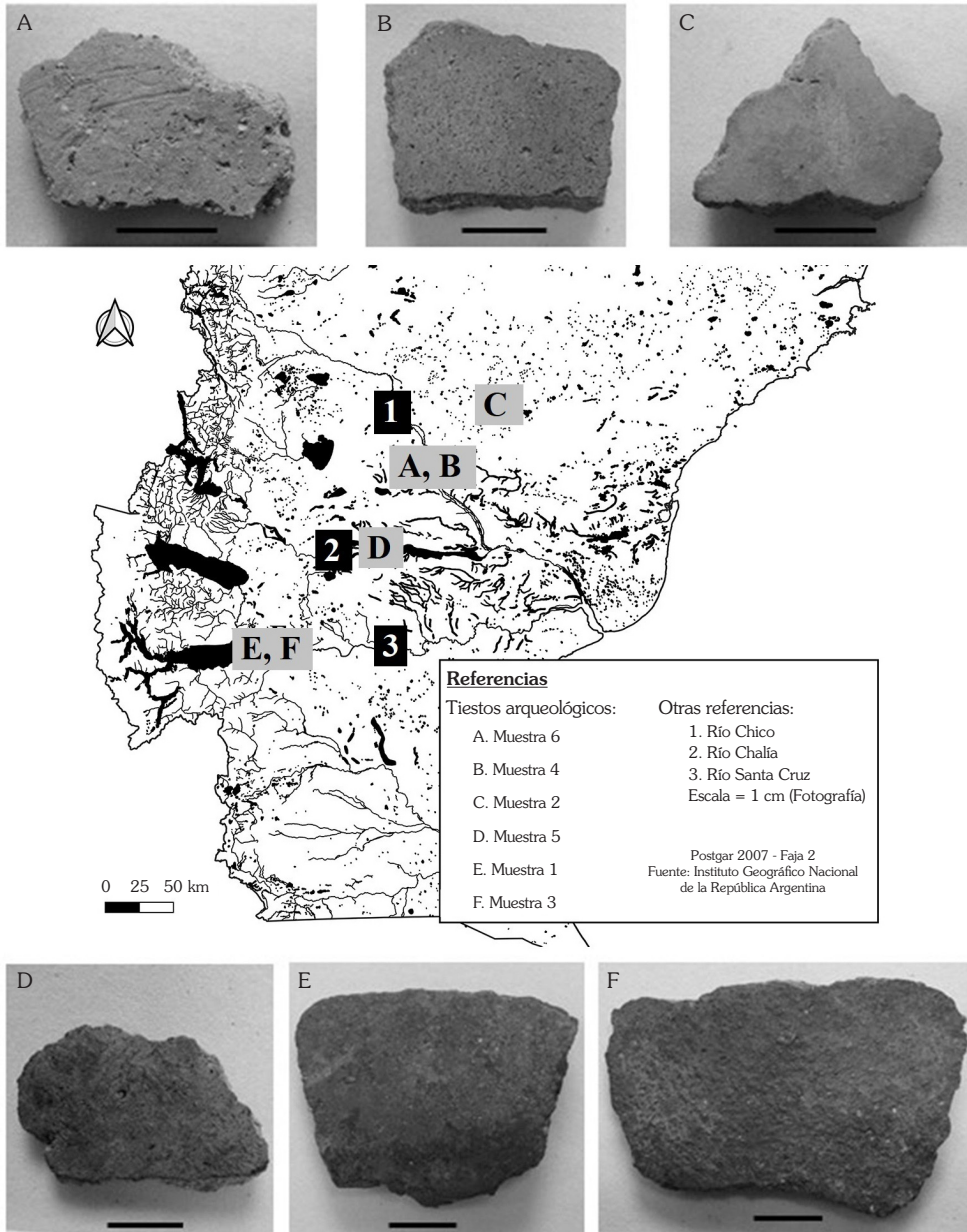 A
B
C
1
C
A, B
2
D
E, F
3
Referencias
Tiestos arqueológicos:
A. Muestra 6
B. Muestra 4
C. Muestra 2
D. Muestra 5
E. Muestra 1
F. Muestra 3
Otras referencias:
1. Río Chico
2. Río Chalía
3. Río Santa Cruz
Escala = 1 cm (Fotografía)
Postgar 2007 - Faja 2
Fuente: Instituto Geográfico Nacional
de la República Argentina
0 25 50 km
D
E
F